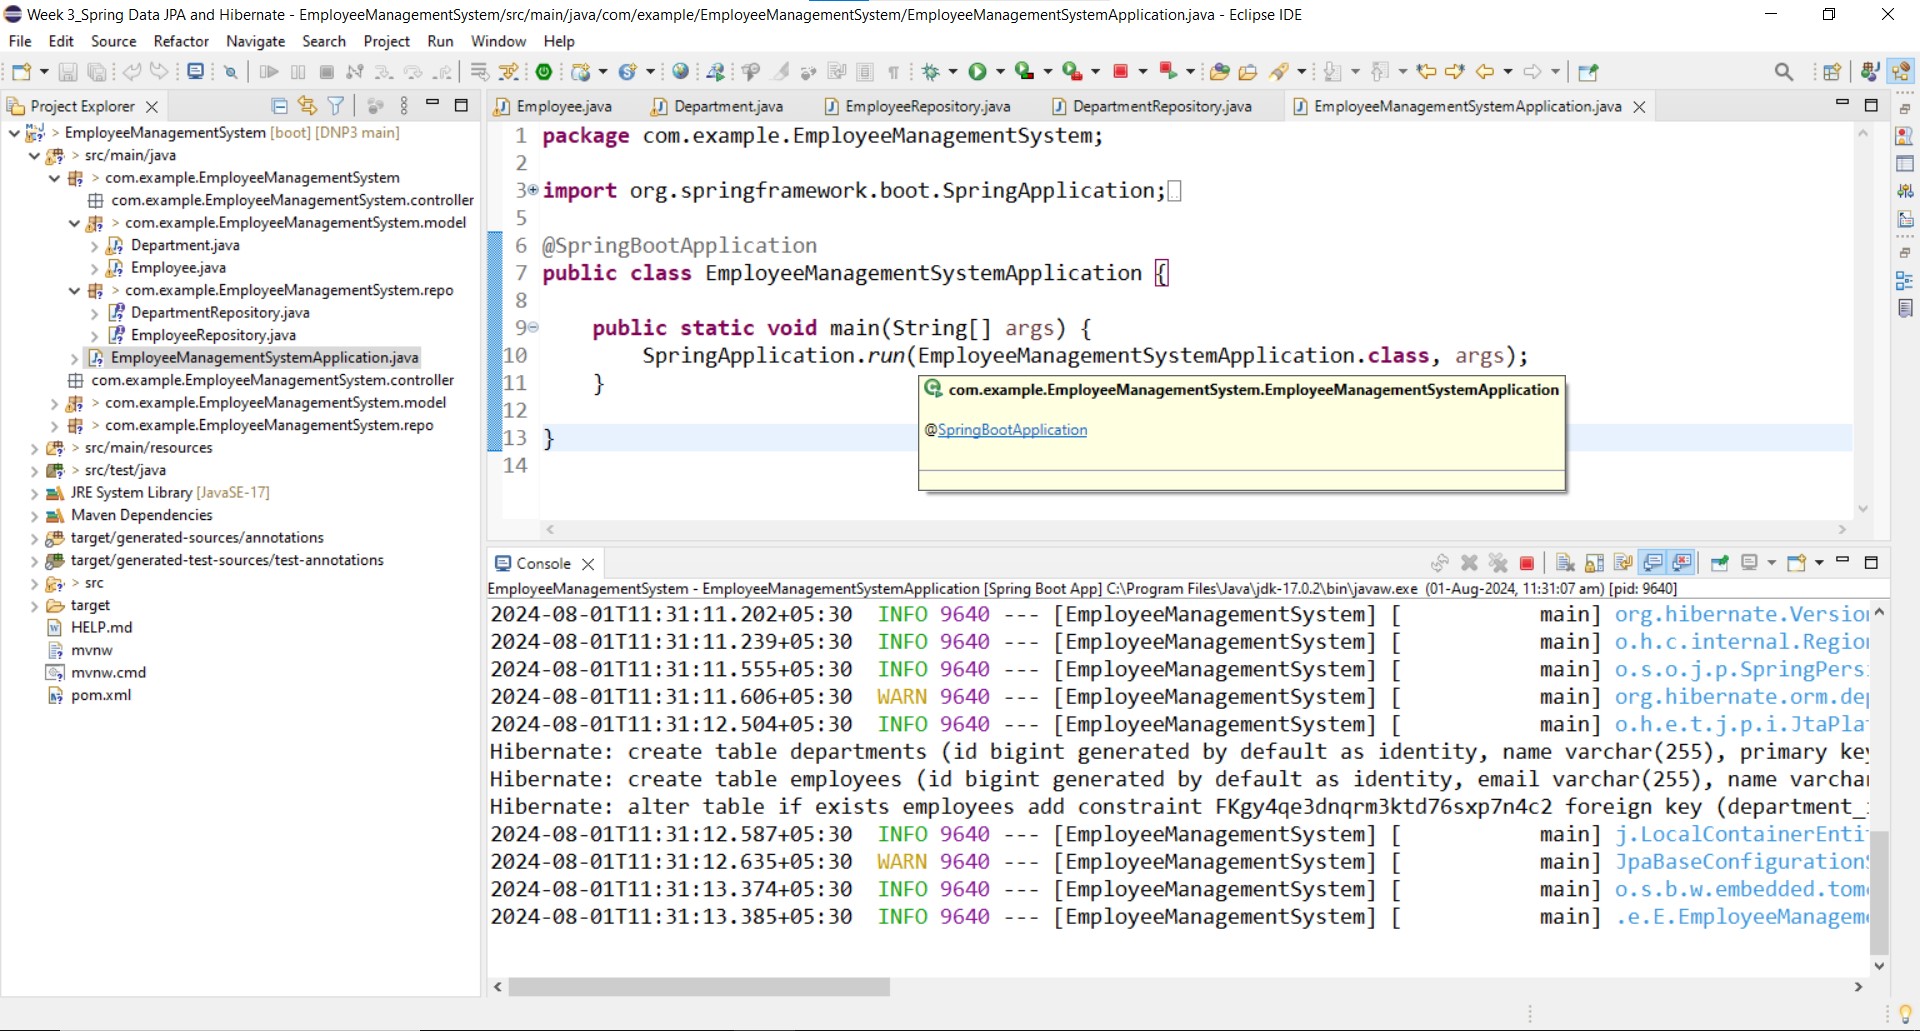 Week 3_Spring Data JPA and Hibernate - EmployeeManagementSystem/src/main/java/com/example/EmployeeManagementSystem/EmployeeManagementSystemApplication.java - Eclipse IDE
File Edit Source Refactor Navigate Search Project Run Window Help
Project Explorer
EmployeeManagementSystem [boot] [DNP3 main]
> src/main/java
> com.example.EmployeeManagementSystem
com.example.EmployeeManagementSystem.controller
> com.example.EmployeeManagementSystem.model
Department.java
Employee.java
> com.example.EmployeeManagementSystem.repo
DepartmentRepository.java
EmployeeRepository.java
EmployeeManagementSystemApplication.java
com.example.EmployeeManagementSystem.controller
> com.example.EmployeeManagementSystem.model
> com.example.EmployeeManagementSystem.repo
> src/main/resources
> src/test/java
JRE System Library [JavaSE-17]
Maven Dependencies
target/generated-sources/annotations
target/generated-test-sources/test-annotations
> src
target
HELP.md
mvnw
mvnw.cmd
pom.xml
Employee.java Department.java EmployeeRepository.java DepartmentRepository.java EmployeeManagementSystemApplication.java
1 package com.example.EmployeeManagementSystem;
2
3 import org.springframework.boot.SpringApplication;
5
6 @SpringBootApplication
7 public class EmployeeManagementSystemApplication {
8
9 public static void main(String[] args) {
10 SpringApplication.run(EmployeeManagementSystemApplication.class, args);
11 }
12
13 }
14
com.example.EmployeeManagementSystem.EmployeeManagementSystemApplication
@SpringBootApplication
Console
EmployeeManagementSystem - EmployeeManagementSystemApplication [Spring Boot App] C:\Program Files\Java\jdk-17.0.2\bin\javaw.exe (01-Aug-2024, 11:31:07 am) [pid: 9640]
2024-08-01T11:31:11.202+05:30 INFO 9640 --- [EmployeeManagementSystem] [ main] org.hibernate.Version
2024-08-01T11:31:11.239+05:30 INFO 9640 --- [EmployeeManagementSystem] [ main] o.h.c.internal.Region
2024-08-01T11:31:11.555+05:30 INFO 9640 --- [EmployeeManagementSystem] [ main] o.s.o.j.p.SpringPers
2024-08-01T11:31:11.606+05:30 WARN 9640 --- [EmployeeManagementSystem] [ main] org.hibernate.orm.dep
2024-08-01T11:31:12.504+05:30 INFO 9640 --- [EmployeeManagementSystem] [ main] o.h.e.t.j.p.i.JtaPla
Hibernate: create table departments (id bigint generated by default as identity, name varchar(255), primary key
Hibernate: create table employees (id bigint generated by default as identity, email varchar(255), name varchar
Hibernate: alter table if exists employees add constraint FKgy4qe3dnqrm3ktd76sxp7n4c2 foreign key (department_
2024-08-01T11:31:12.587+05:30 INFO 9640 --- [EmployeeManagementSystem] [ main] j.LocalContainerEnti
2024-08-01T11:31:12.635+05:30 WARN 9640 --- [EmployeeManagementSystem] [ main] JpaBaseConfiguration
2024-08-01T11:31:13.374+05:30 INFO 9640 --- [EmployeeManagementSystem] [ main] o.s.b.w.embedded.tom
2024-08-01T11:31:13.385+05:30 INFO 9640 --- [EmployeeManagementSystem] [ main] .e.E.EmployeeManagem